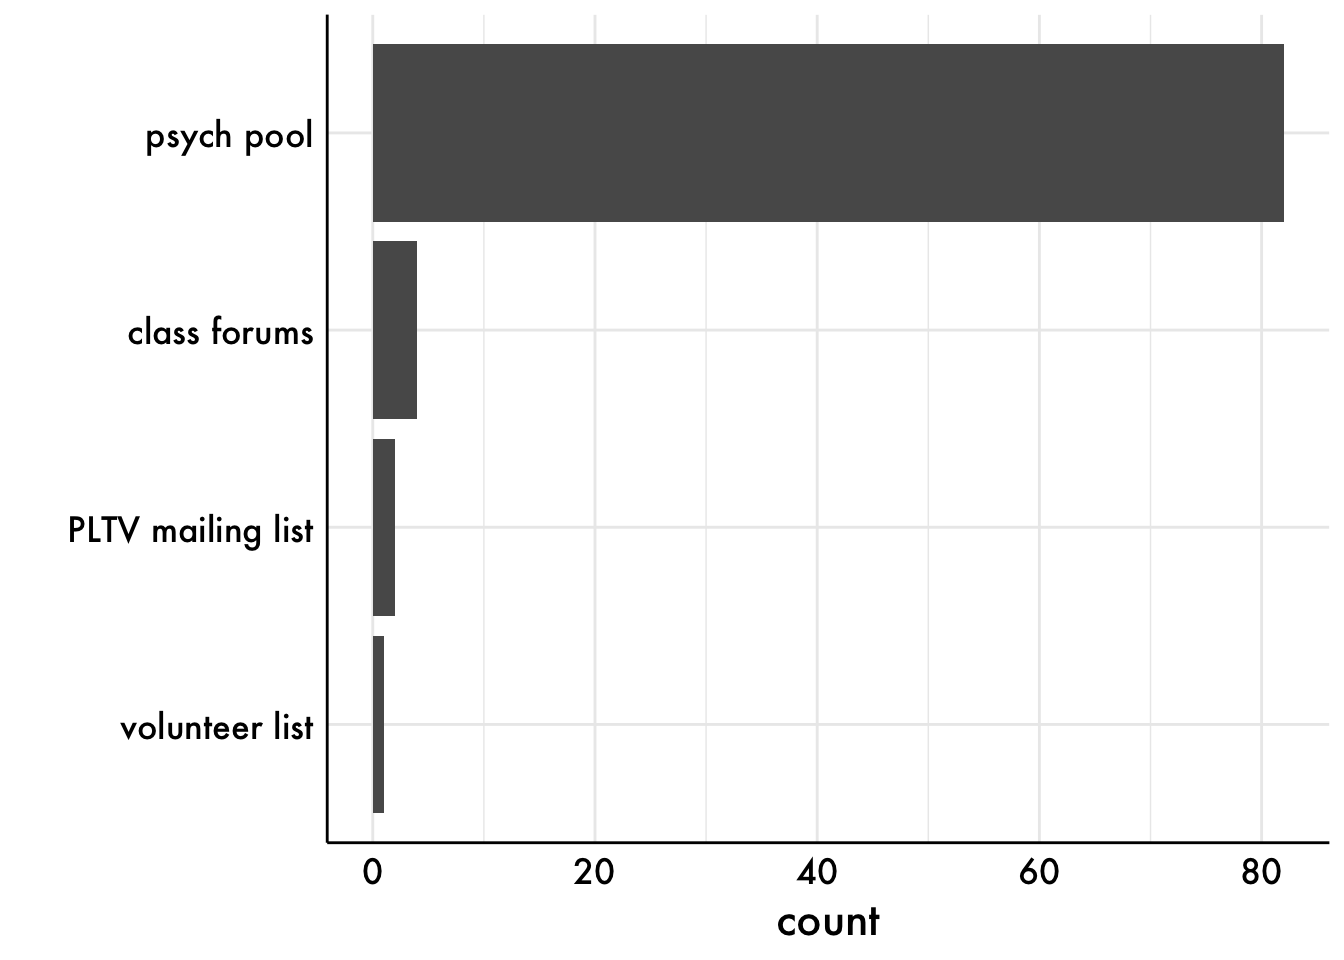 psych pool
class forums
PLTV mailing list
volunteer list
0 20 40 60 80
count